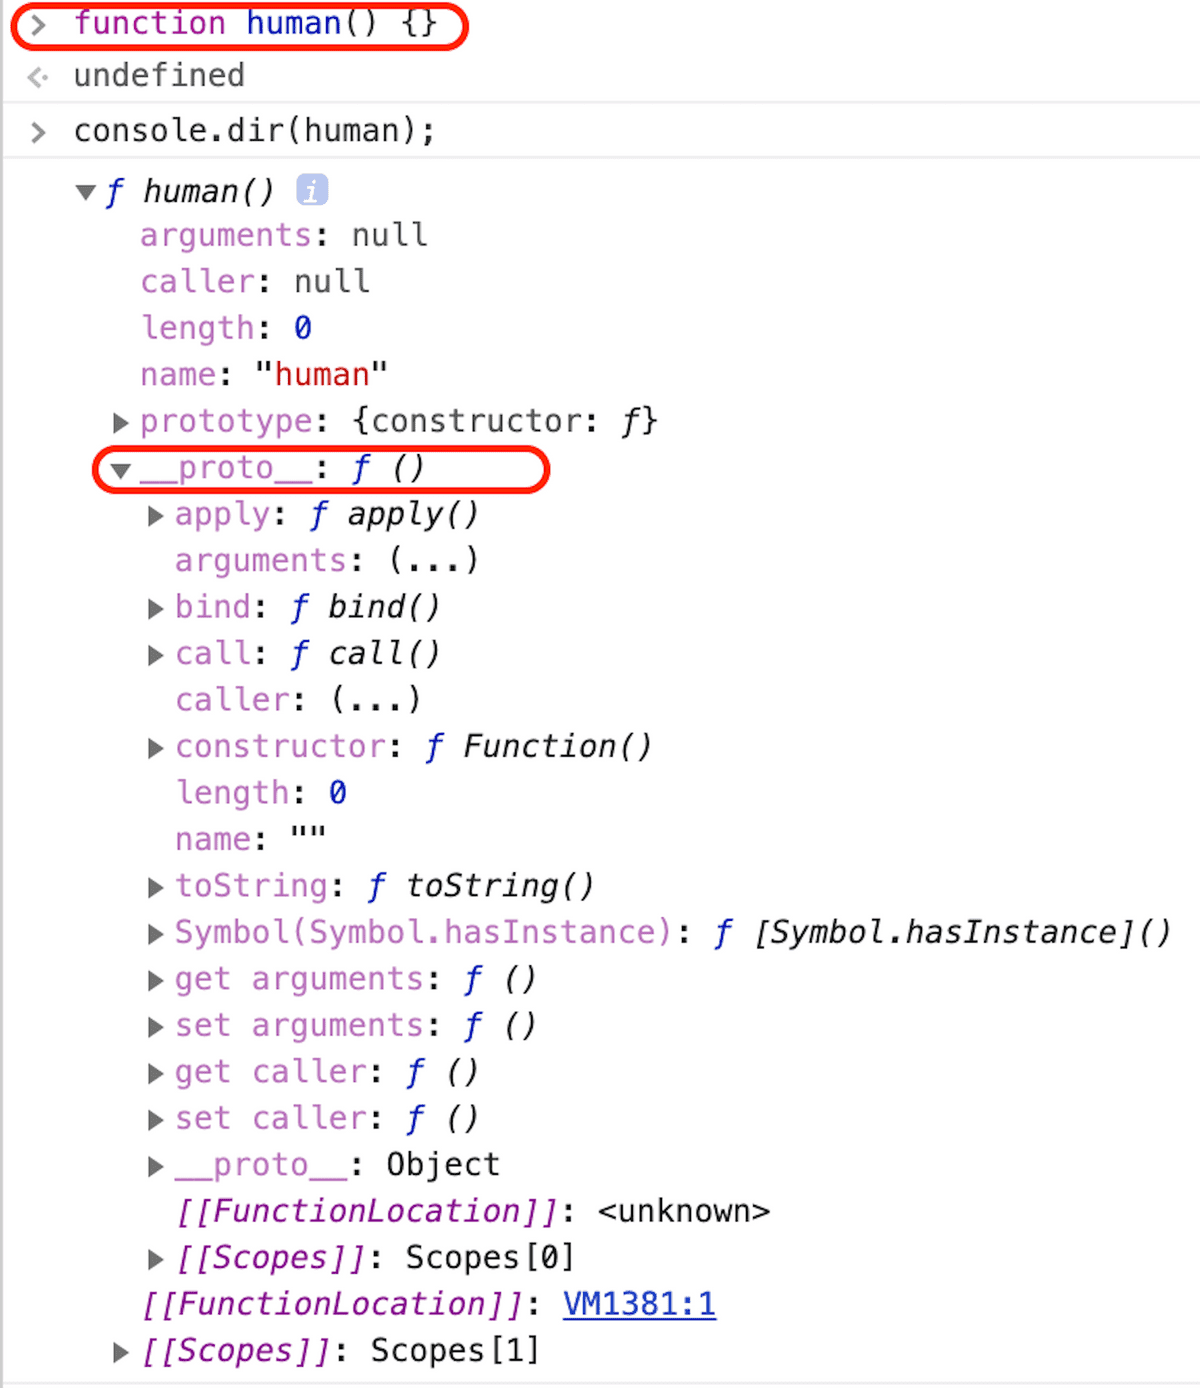 > function human() {}
<· undefined
> console.dir(human);
▼ƒ human() i
arguments: null
caller: null
length: 0
name: "human"
▶prototype: {constructor: ƒ}
▼__proto__: ƒ ()
▶apply: ƒ apply()
arguments: (...)
▶bind: ƒ bind()
▶call: ƒ call()
caller: (...)
▶constructor: ƒ Function()
length: 0
name: ""
▶toString: ƒ toString()
▶Symbol(Symbol.hasInstance): ƒ [Symbol.hasInstance]()
▶get arguments: ƒ ()
▶set arguments: ƒ ()
▶get caller: ƒ ()
▶set caller: ƒ ()
▶__proto__: Object
[[FunctionLocation]]: <unknown>
▶[[Scopes]]: Scopes[0]
[[FunctionLocation]]: VM1381:1
▶[[Scopes]]: Scopes[1]